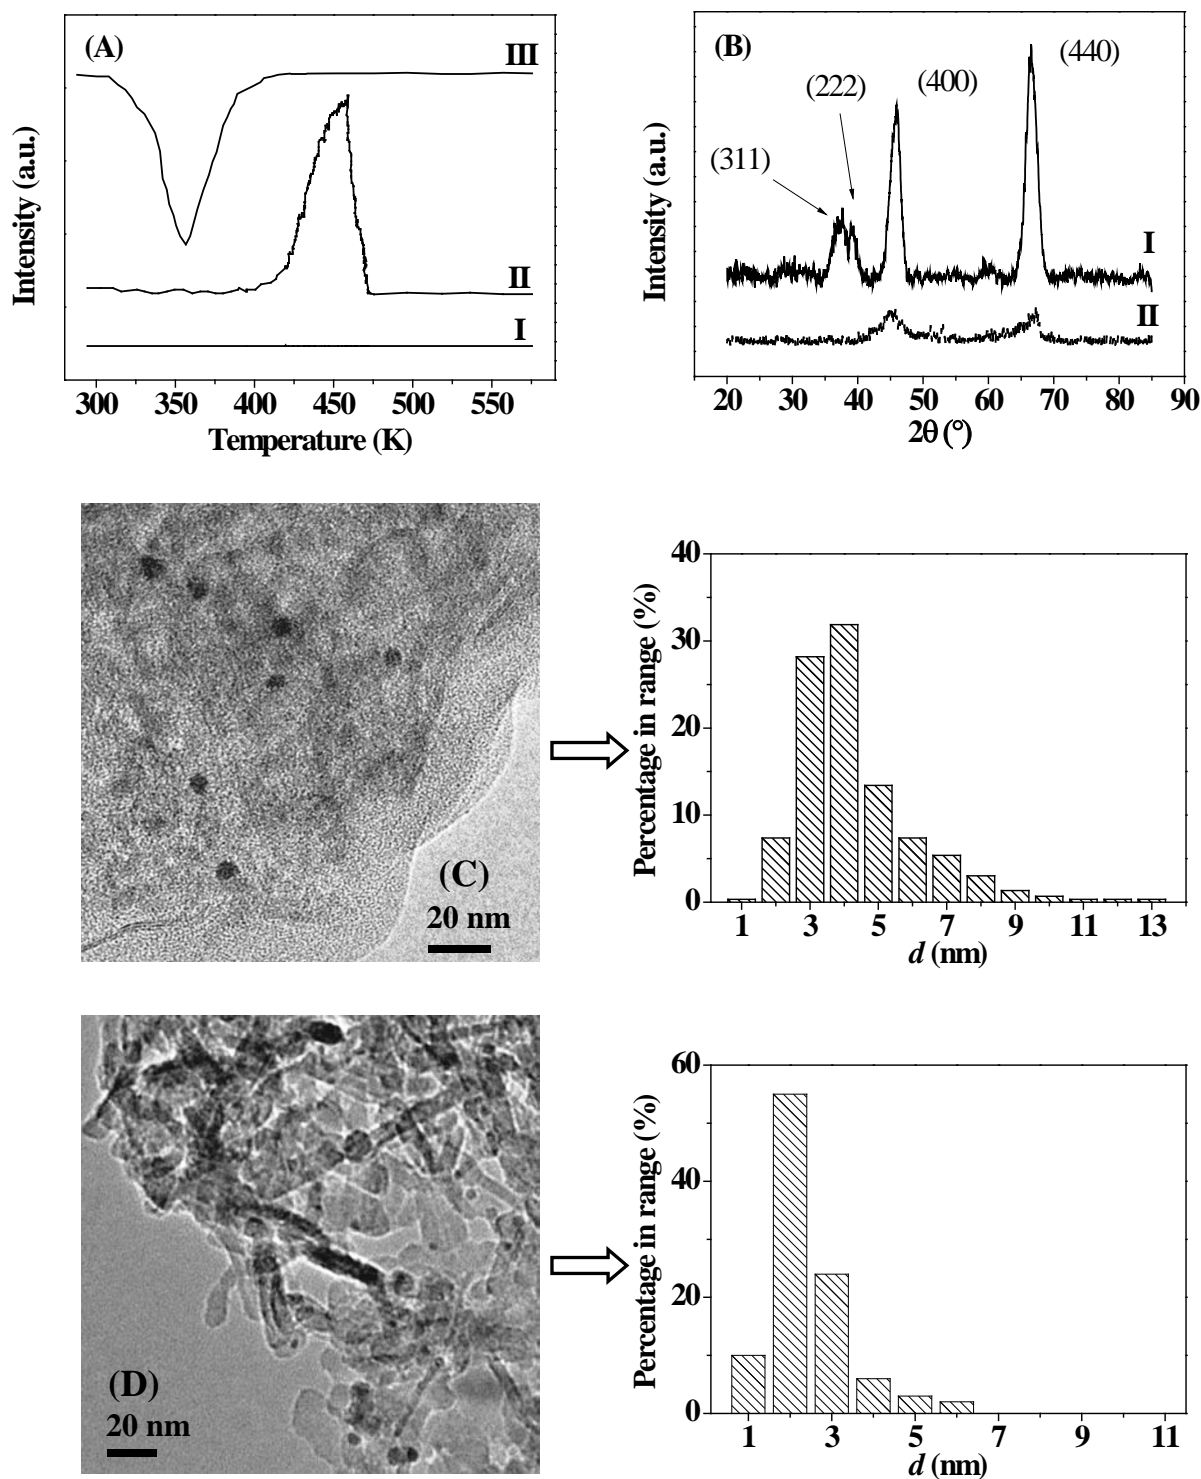 (A)
III
II
I
Intensity (a.u.)
300 350 400 450 500 550
Temperature (K)
(B)
(311)
(222)
(400)
(440)
I
II
Intensity (a.u.)
20 30 40 50 60 70 80 90
2θ (°)
(C)
20 nm
Percentage in range (%)
40
30
20
10
0
1 3 5 7 9 11 13
d (nm)
(D)
20 nm
Percentage in range (%)
60
40
20
0
1 3 5 7 9 11
d (nm)